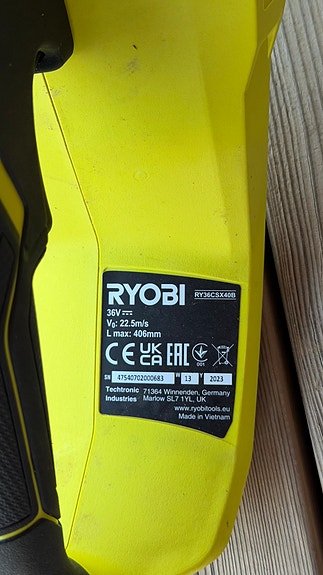 RYOBI RY36CSX40B
36V
V₀: 22.5m/s
L max: 406mm
CE UK CA EAC 001
SN 47540702000683 W 13 2023
Techtronic Industries
71364 Winnenden, Germany
Marlow SL7 1YL, UK
www.ryobitools.eu
Made in Vietnam